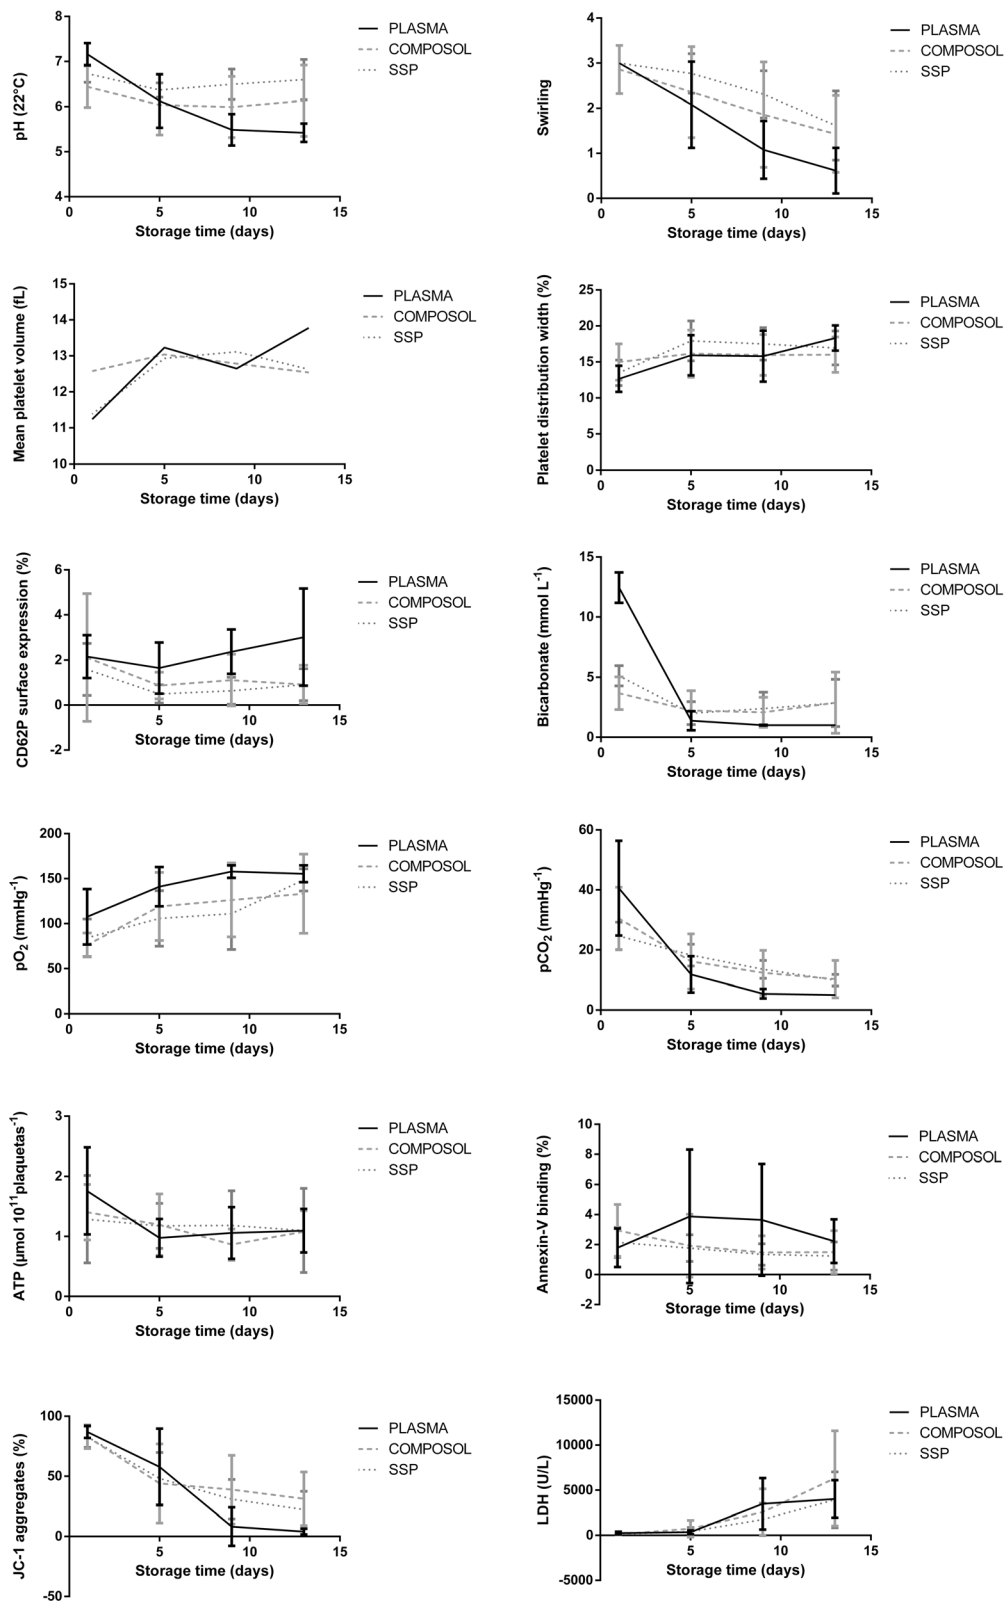 pH (22°C)
8
7
6
5
4
0 5 10 15
Storage time (days)
PLASMA
COMPOSOL
SSP
Swirling
4
3
2
1
0
0 5 10 15
Storage time (days)
PLASMA
COMPOSOL
SSP
Mean platelet volume (fL)
15
14
13
12
11
10
0 5 10 15
Storage time (days)
PLASMA
COMPOSOL
SSP
Platelet distribution width (%)
25
20
15
10
5
0
0 5 10 15
Storage time (days)
PLASMA
COMPOSOL
SSP
CD62P surface expression (%)
6
4
2
0
-2
5 10 15
Storage time (days)
PLASMA
COMPOSOL
SSP
Bicarbonate (mmol L⁻¹)
15
10
5
0
0 5 10 15
Storage time (days)
PLASMA
COMPOSOL
SSP
pO₂ (mmHg⁻¹)
200
150
100
50
0
0 5 10 15
Storage time (days)
PLASMA
COMPOSOL
SSP
pCO₂ (mmHg⁻¹)
60
40
20
0
0 5 10 15
Storage time (days)
PLASMA
COMPOSOL
SSP
ATP (µmol 10¹¹plaquetas⁻¹)
3
2
1
0
0 5 10 15
Storage time (days)
PLASMA
COMPOSOL
SSP
Annexin-V binding (%)
10
8
6
4
2
0
-2
5 10 15
Storage time (days)
PLASMA
COMPOSOL
SSP
JC-1 aggregates (%)
100
50
0
-50
5 10 15
Storage time (days)
PLASMA
COMPOSOL
SSP
LDH (U/L)
15000
10000
5000
0
-5000
5 10 15
Storage time (days)
PLASMA
COMPOSOL
SSP